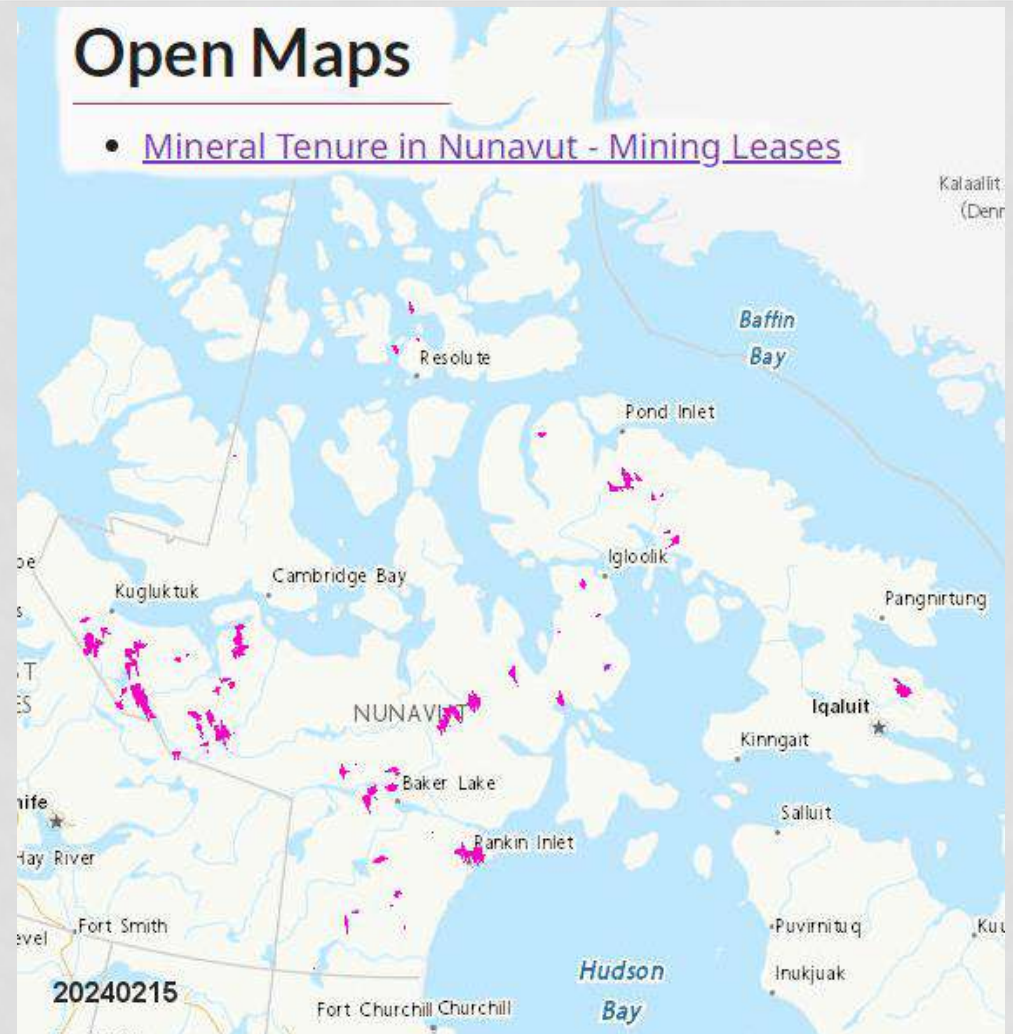 Open Maps
• Mineral Tenure in Nunavut - Mining Leases
Kalaallit
(Denr
Baffin
Bay
Resolute
Pond Inlet
Igloolik
Cambridge Bay
Kugluktuk
Pangnirtung
NUNAVUT
Iqaluit
Kinngait
Baker Lake
Salluit
Rankin Inlet
Hay River
Fort Smith
Puvirnituq
Kuu
Hudson
Bay
Inukjuak
20240215
Fort Churchill Churchill